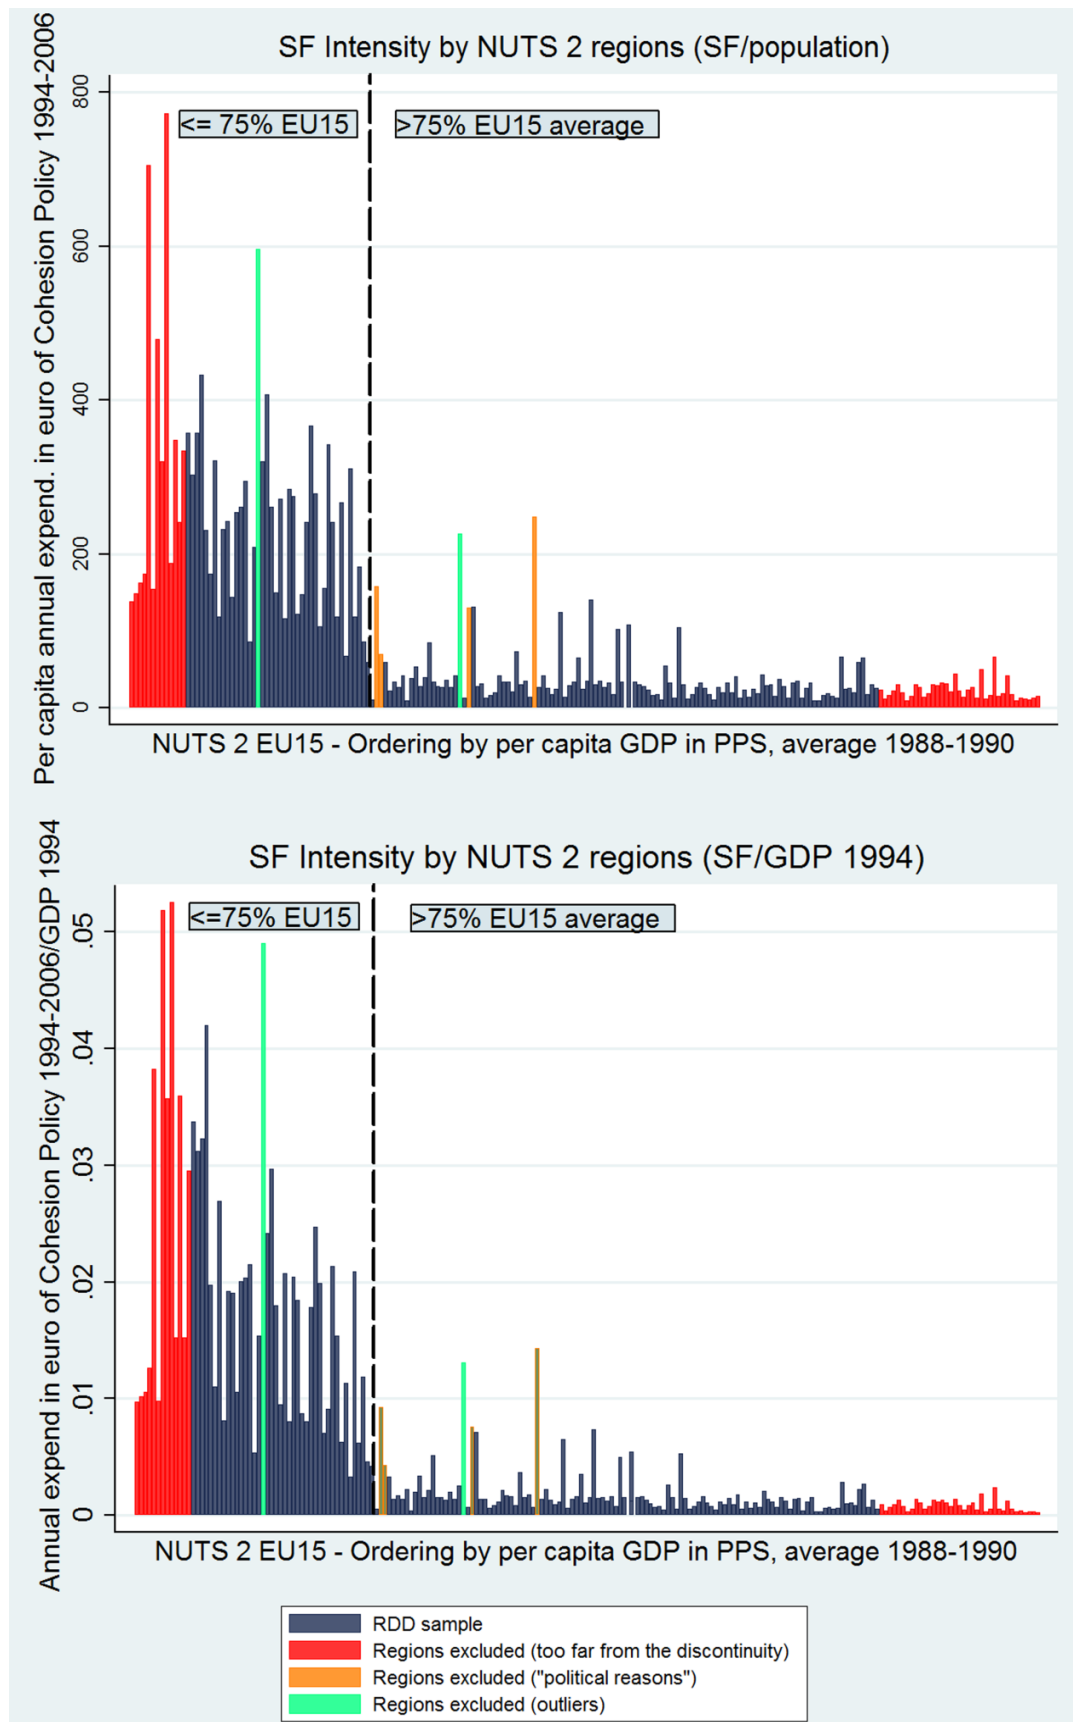 SF Intensity by NUTS 2 regions (SF/population)
Per capita annual expend. in euro of Cohesion Policy 1994-2006
800
600
400
200
0
<= 75% EU15
>75% EU15 average
NUTS 2 EU15 - Ordering by per capita GDP in PPS, average 1988-1990
SF Intensity by NUTS 2 regions (SF/GDP 1994)
Annual expend in euro of Cohesion Policy 1994-2006/GDP 1994
.05
.04
.03
.02
.01
0
<=75% EU15
>75% EU15 average
NUTS 2 EU15 - Ordering by per capita GDP in PPS, average 1988-1990
RDD sample
Regions excluded (too far from the discontinuity)
Regions excluded ("political reasons")
Regions excluded (outliers)